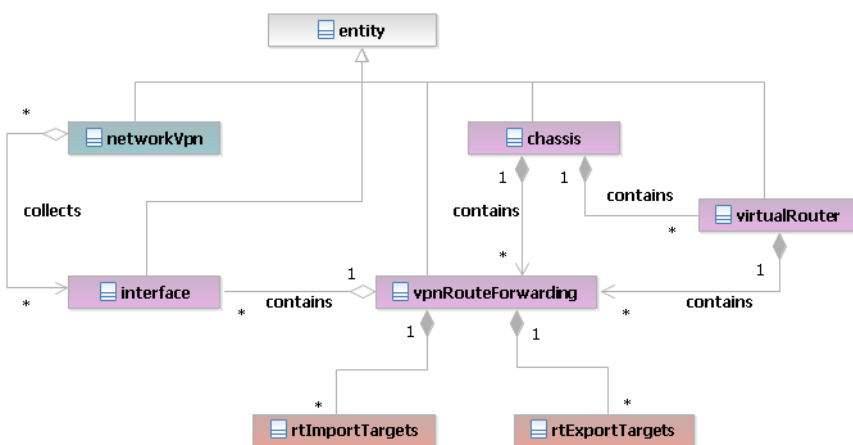 entity
*
networkVpn
chassis
1
1
collects
contains
contains
virtualRouter
*
*
1
1
*
interface
contains
vpnRouteForwarding
contains
*
*
1
1
*
*
rtImportTargets
rtExportTargets